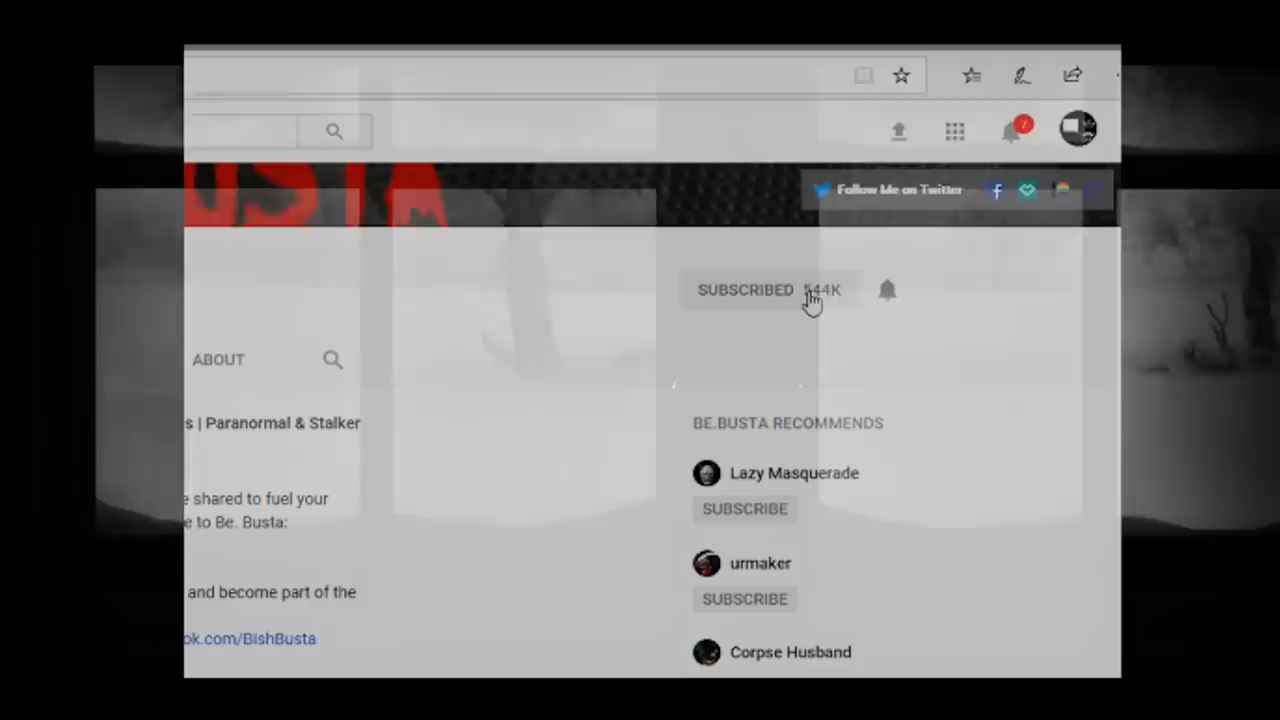 USTA
Follow Me on Twitter
SUBSCRIBED 544K
ABOUT
s | Paranormal & Stalker
e shared to fuel your
e to Be. Busta:
and become part of the
ok.com/BishBusta
BE.BUSTA RECOMMENDS
Lazy Masquerade
SUBSCRIBE
urmaker
SUBSCRIBE
Corpse Husband